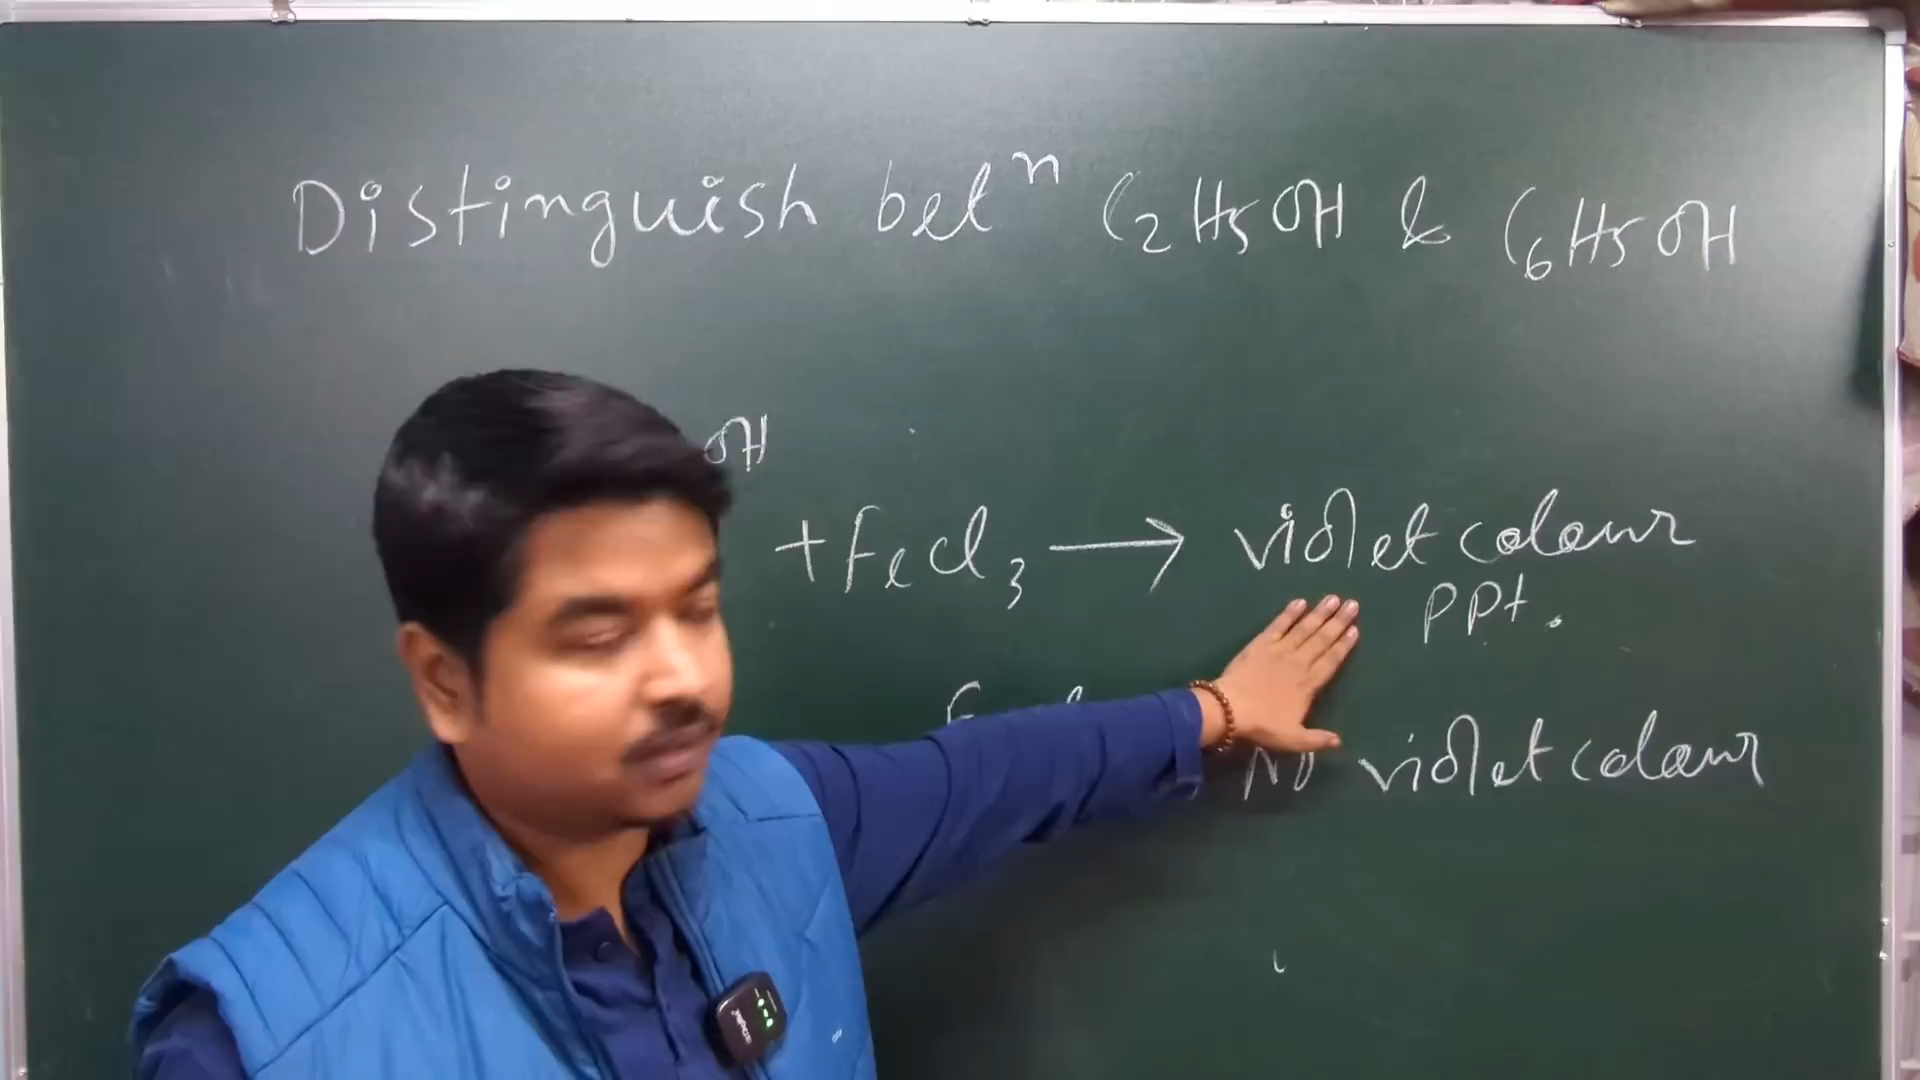 Distinguish betⁿ C2H5OH & C6H5OH
OH
+ FeCl3 → violet colour
ppt.
No violet colour